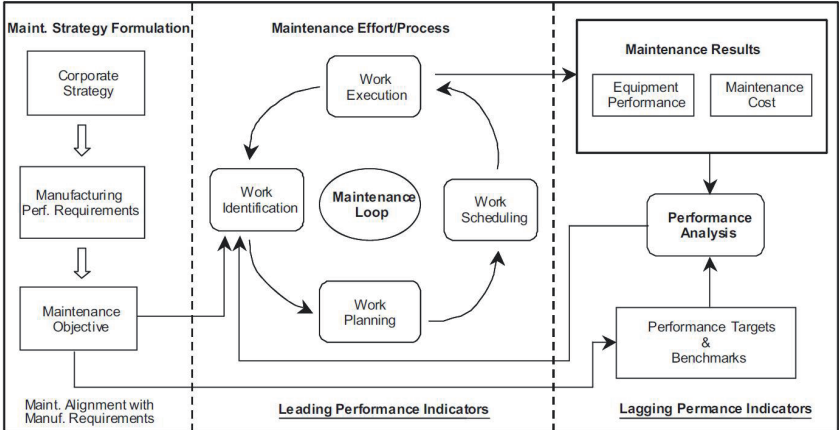 Maint. Strategy Formulation
Corporate
Strategy
Manufacturing
Perf. Requirements
Maintenance
Objective
Maint. Alignment with
Manuf. Requirements
Maintenance Effort/Process
Work
Execution
Work
Identification
Maintenance
Loop
Work
Scheduling
Work
Planning
Leading Performance Indicators
Maintenance Results
Equipment
Performance
Maintenance
Cost
Performance
Analysis
Performance Targets
&
Benchmarks
Lagging Permance Indicators